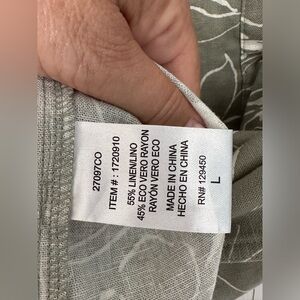 27097CO
ITEM # : 1720910
55% LINEN/LINO
45% ECO VERO RAYON
RAYÓN VERO ECO
MADE IN CHINA
HECHO EN CHINA
RN# 129450
L